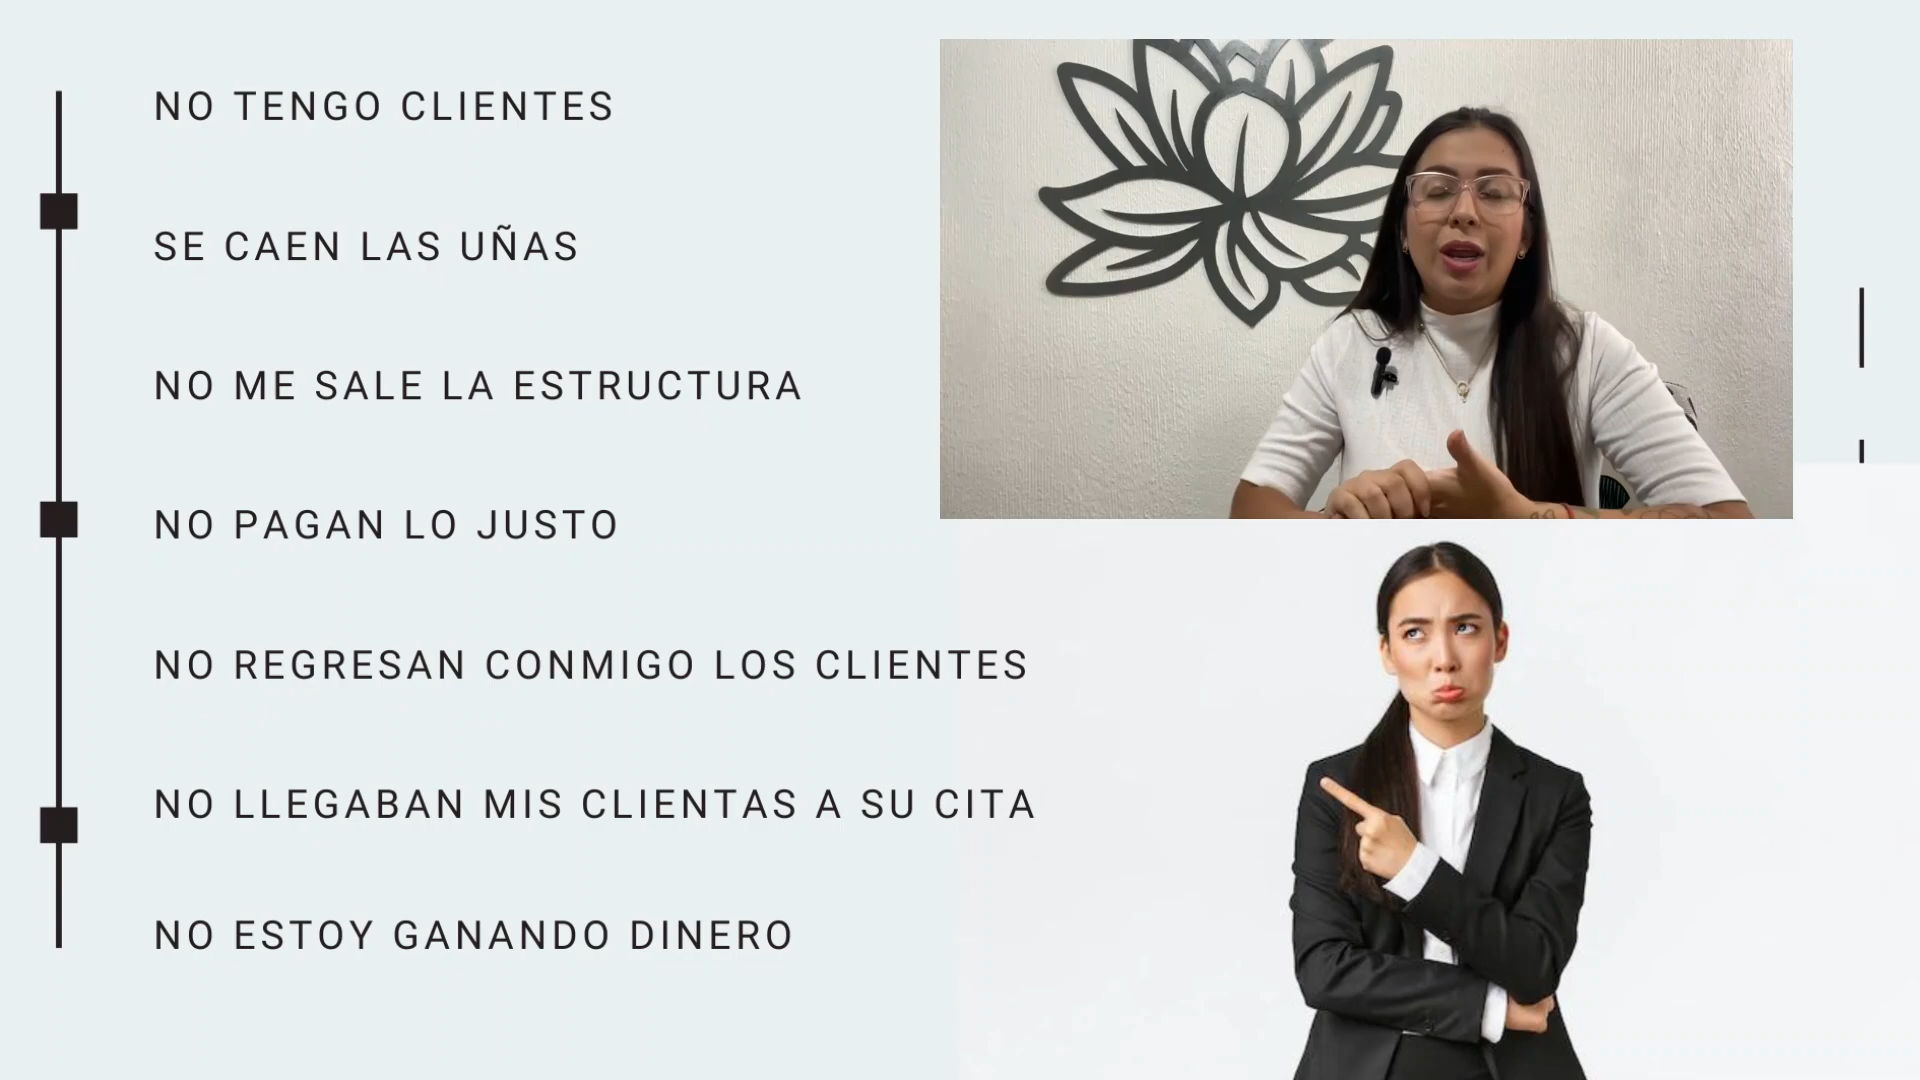 NO TENGO CLIENTES
SE CAEN LAS UÑAS
NO ME SALE LA ESTRUCTURA
NO PAGAN LO JUSTO
NO REGRESAN CONMIGO LOS CLIENTES
NO LLEGABAN MIS CLIENTAS A SU CITA
NO ESTOY GANANDO DINERO